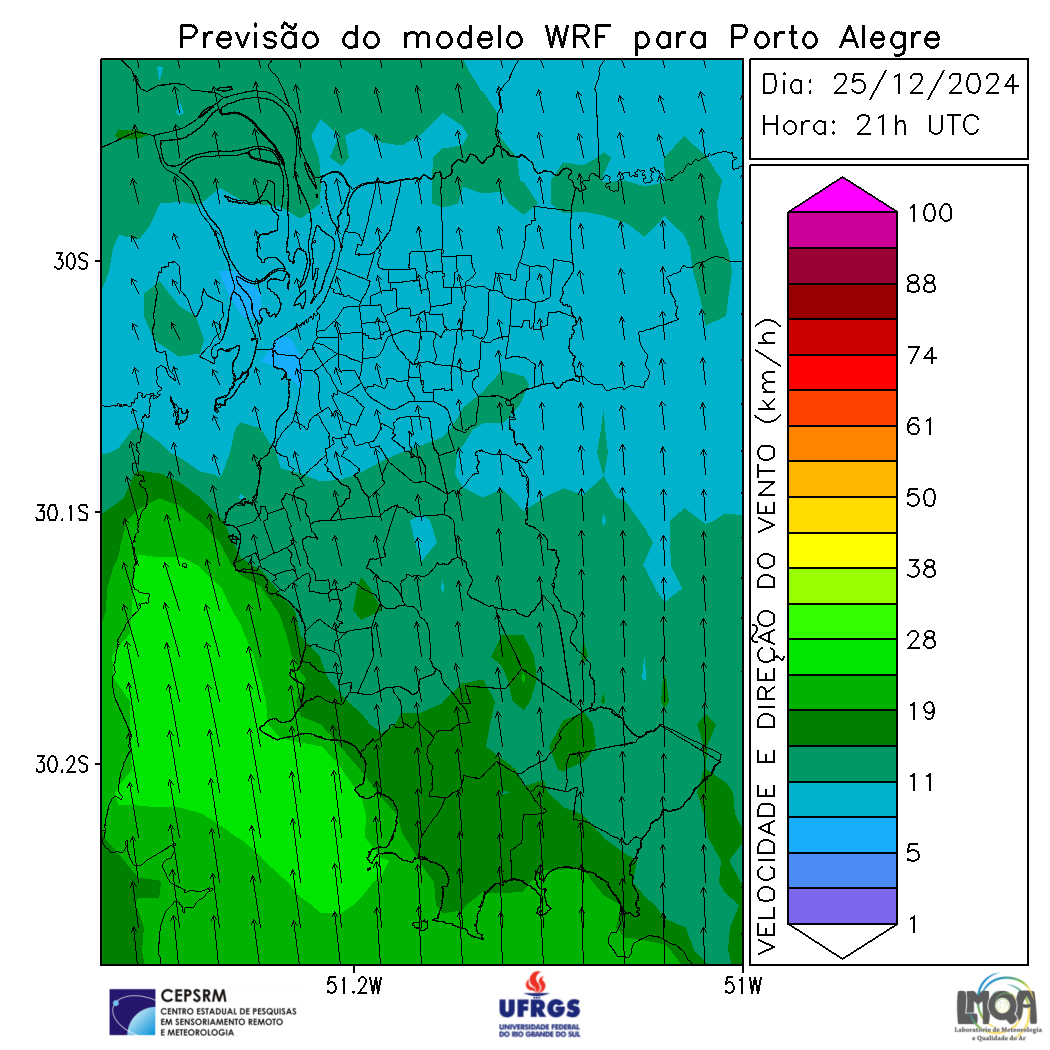 Previsão do modelo WRF para Porto Alegre
Dia: 25/12/2024
Hora: 21h UTC
30S
30.1S
30.2S
51.2W
51W
VELOCIDADE E DIREÇÃO DO VENTO (km/h)
100
88
74
61
50
38
28
19
11
5
1
CEPSRM
CENTRO ESTADUAL DE PESQUISAS
EM SENSORIAMENTO REMOTO
E METEOROLOGIA
UFRGS
UNIVERSIDADE FEDERAL
DO RIO GRANDE DO SUL
LMQA
Laboratório de Meteorologia
e Qualidade do Ar